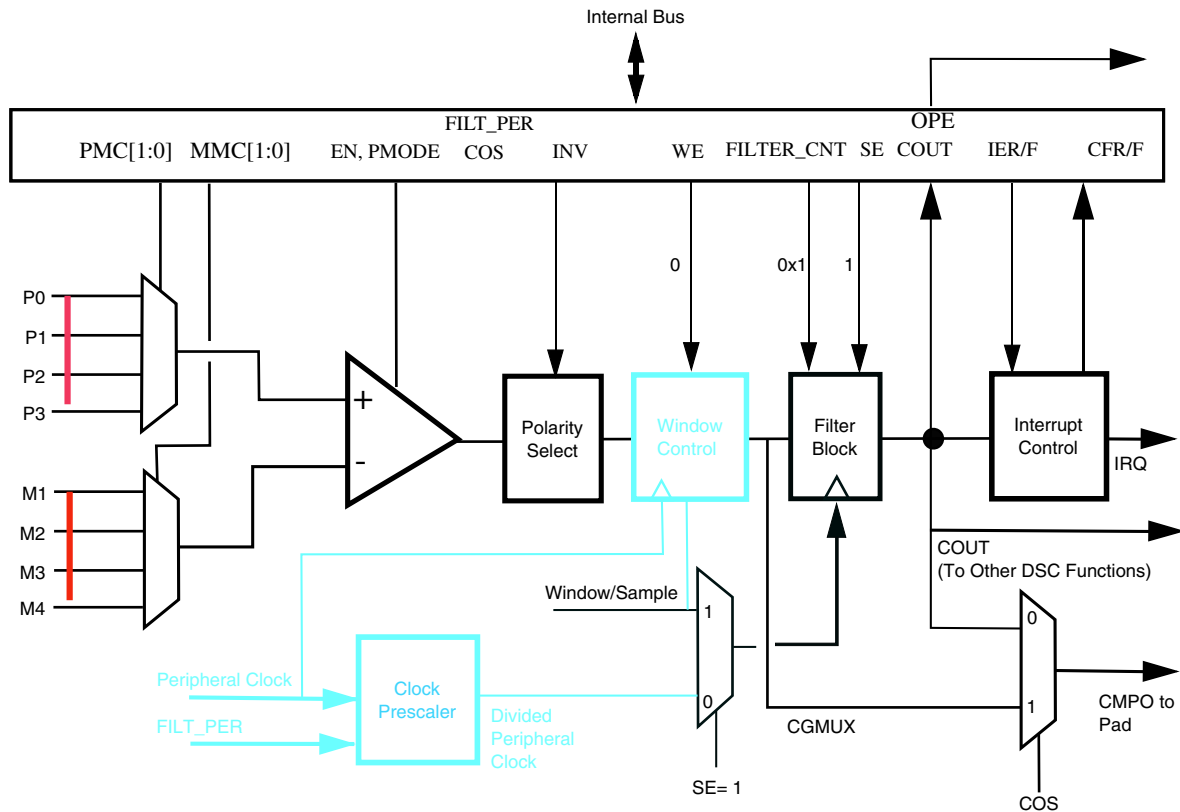 Internal Bus
FILT_PER
OPE
PMC[1:0]
MMC[1:0]
EN, PMODE
COS
INV
WE
FILTER_CNT
SE
COUT
IER/F
CFR/F
0
0x1
1
P0
P1
P2
P3
+
-
Polarity
Select
Window
Control
Filter
Block
Interrupt
Control
IRQ
M1
M2
M3
M4
COUT
(To Other DSC Functions)
Window/Sample
1
0
0
1
Peripheral Clock
FILT_PER
Clock
Prescaler
Divided
Peripheral
Clock
CGMUX
CMPO to
Pad
SE= 1
COS